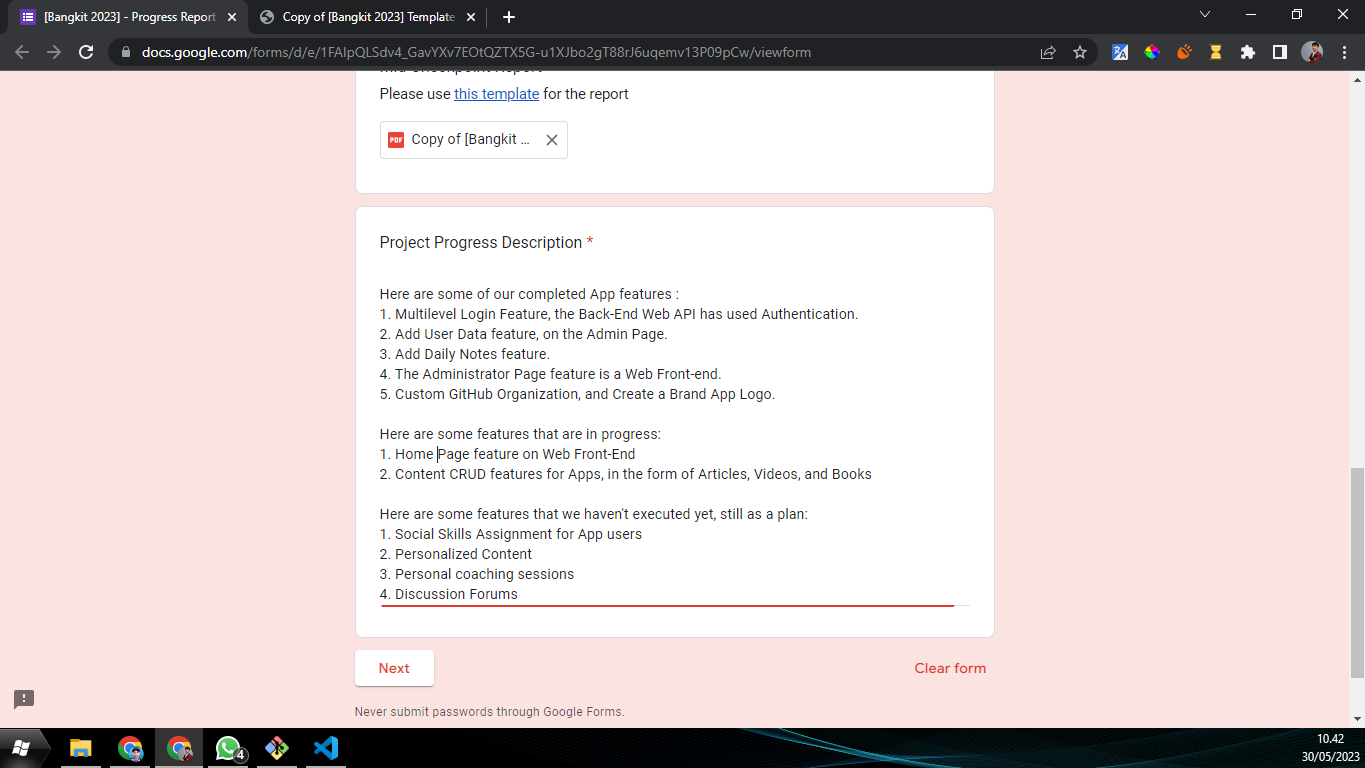 [Bangkit 2023] - Progress Report
Copy of [Bangkit 2023] Template
docs.google.com/forms/d/e/1FAIpQLSdv4_GavYXv7EOtQZTX5G-u1XJbo2gT88rJ6uqemv13P09pCw/viewform
Please use this template for the report
PDF
Copy of [Bangkit ...
Project Progress Description *
Here are some of our completed App features :
1. Multilevel Login Feature, the Back-End Web API has used Authentication.
2. Add User Data feature, on the Admin Page.
3. Add Daily Notes feature.
4. The Administrator Page feature is a Web Front-end.
5. Custom GitHub Organization, and Create a Brand App Logo.
Here are some features that are in progress:
1. Home Page feature on Web Front-End
2. Content CRUD features for Apps, in the form of Articles, Videos, and Books
Here are some features that we haven't executed yet, still as a plan:
1. Social Skills Assignment for App users
2. Personalized Content
3. Personal coaching sessions
4. Discussion Forums
Next
Clear form
Never submit passwords through Google Forms.
4
10.42
30/05/2023